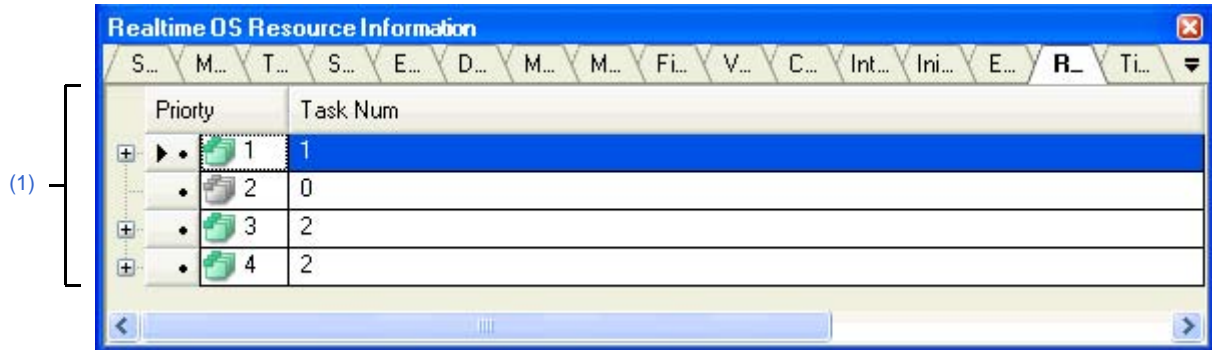 Realtime OS Resource Information
S... M... T... S... E... D... M... M... Fi... V... C... Int... Ini... E... R... Ti...
(1)
Priorty Task Num
1 1
2 0
3 2
4 2